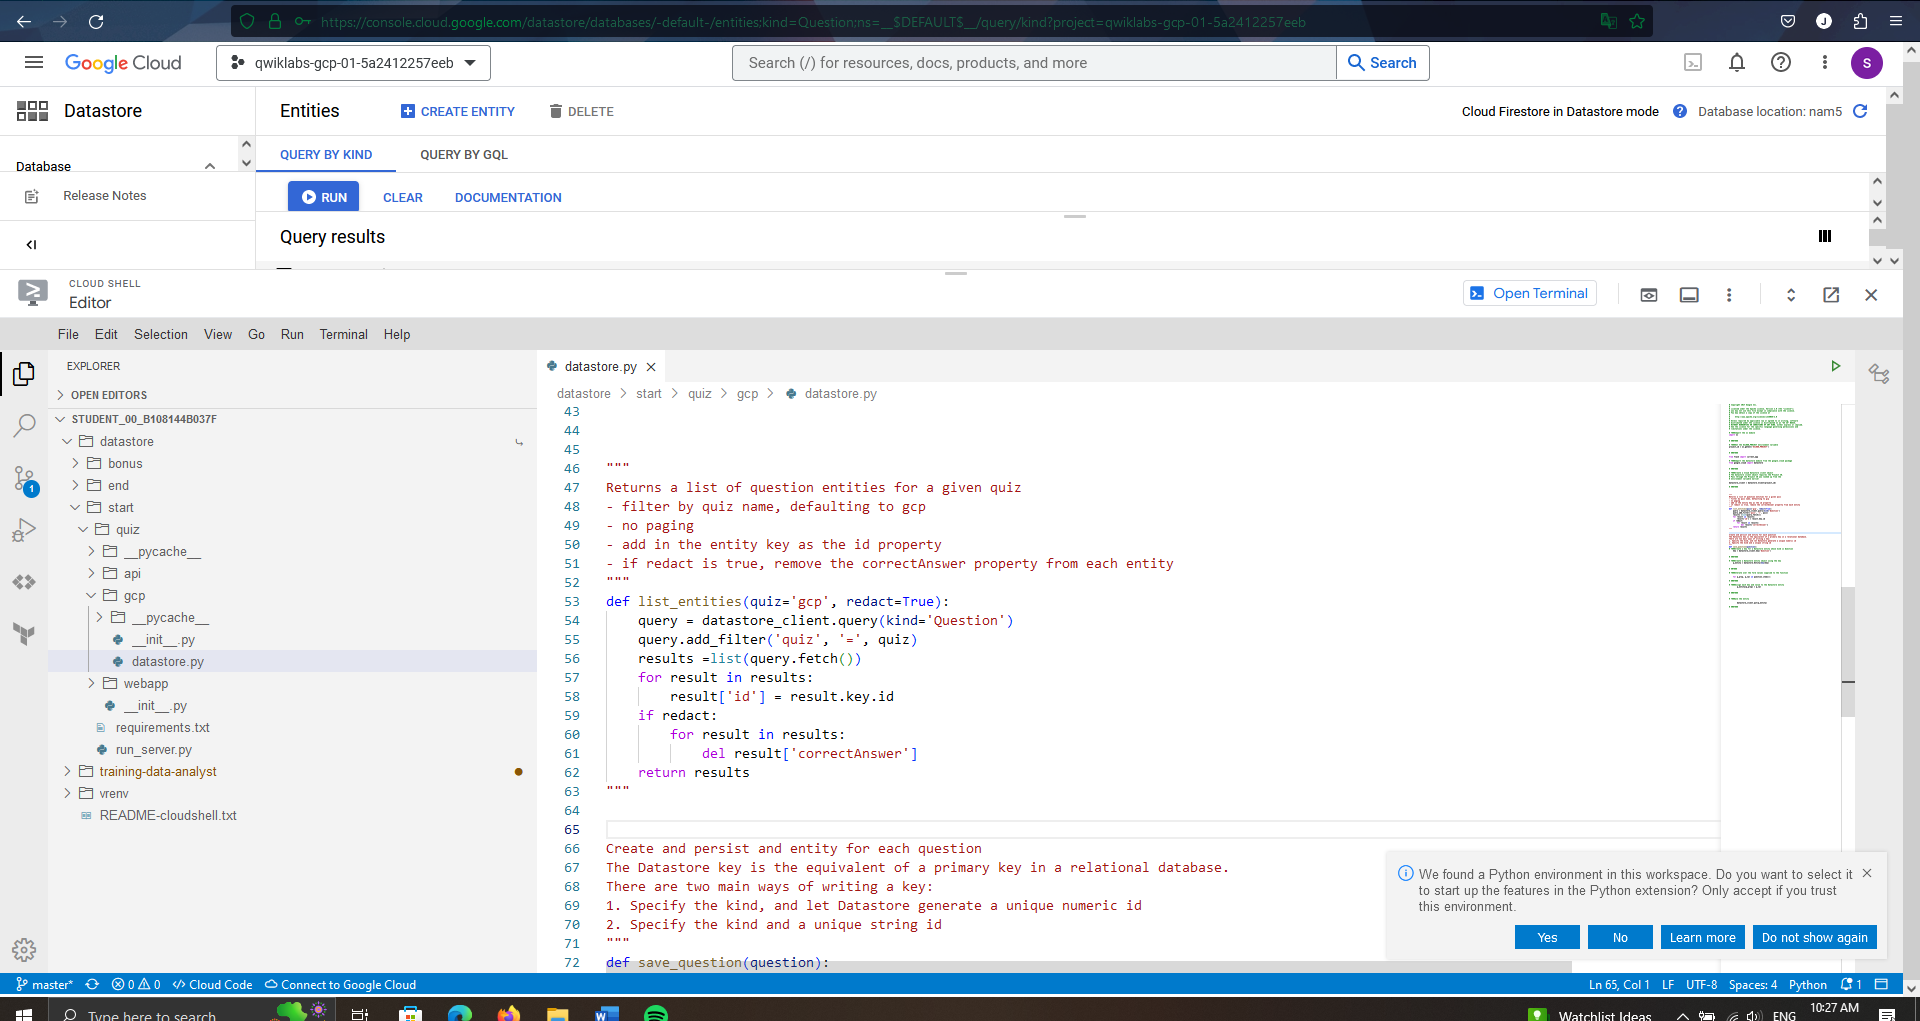 https://console.cloud.google.com/datastore/databases/-default-/entities;kind=Question;ns=__$DEFAULT$__/query/kind?project=qwiklabs-gcp-01-5a2412257eeb
J
Google Cloud
qwiklabs-gcp-01-5a2412257eeb
Search (/) for resources, docs, products, and more
Search
S
Datastore
Entities
CREATE ENTITY
DELETE
Cloud Firestore in Datastore mode
Database location: nam5
Database
Release Notes
QUERY BY KIND
QUERY BY GQL
RUN
CLEAR
DOCUMENTATION
Query results
CLOUD SHELL
Editor
Open Terminal
File Edit Selection View Go Run Terminal Help
EXPLORER
OPEN EDITORS
STUDENT_00_B108144B037F
datastore
bonus
end
start
quiz
__pycache__
api
gcp
__pycache__
__init__.py
datastore.py
webapp
__init__.py
requirements.txt
run_server.py
training-data-analyst
vrenv
README-cloudshell.txt
1
datastore.py
datastore > start > quiz > gcp > datastore.py
43
44
45
46 """
47 Returns a list of question entities for a given quiz
48 - filter by quiz name, defaulting to gcp
49 - no paging
50 - add in the entity key as the id property
51 - if redact is true, remove the correctAnswer property from each entity
52 """
53 def list_entities(quiz='gcp', redact=True):
54 query = datastore_client.query(kind='Question')
55 query.add_filter('quiz', '=', quiz)
56 results =list(query.fetch())
57 for result in results:
58 result['id'] = result.key.id
59 if redact:
60 for result in results:
61 del result['correctAnswer']
62 return results
63 """
64
65
66 Create and persist and entity for each question
67 The Datastore key is the equivalent of a primary key in a relational database.
68 There are two main ways of writing a key:
69 1. Specify the kind, and let Datastore generate a unique numeric id
70 2. Specify the kind and a unique string id
71 """
72 def save_question(question):
We found a Python environment in this workspace. Do you want to select it
to start up the features in the Python extension? Only accept if you trust
this environment.
Yes
No
Learn more
Do not show again
master* 0 0 Cloud Code Connect to Google Cloud
Ln 65, Col 1 LF UTF-8 Spaces: 4 Python 1
Type here to search
Watchlist Ideas
ENG
10:27 AM